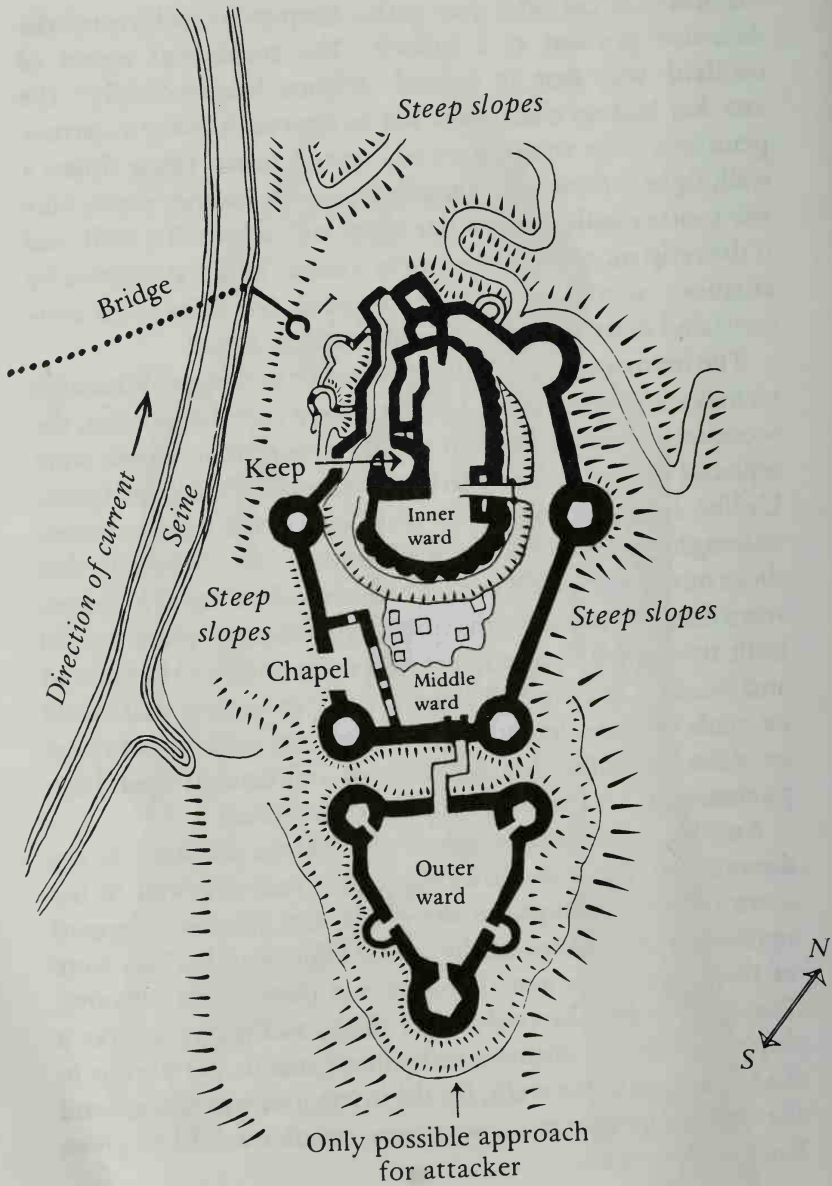 Steep slopes
Bridge
Direction of current
Seine
Keep
Inner
ward
Steep
slopes
Steep slopes
Chapel
Middle
ward
Outer
ward
N
S
Only possible approach
for attacker